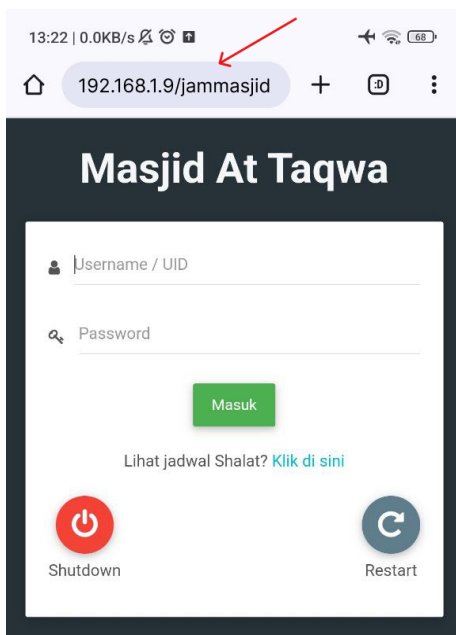 13:22 | 0.0KB/s
68
192.168.1.9/jammasjid
:D
Masjid At Taqwa
Username / UID
Password
Masuk
Lihat jadwal Shalat? Klik di sini
Shutdown
Restart